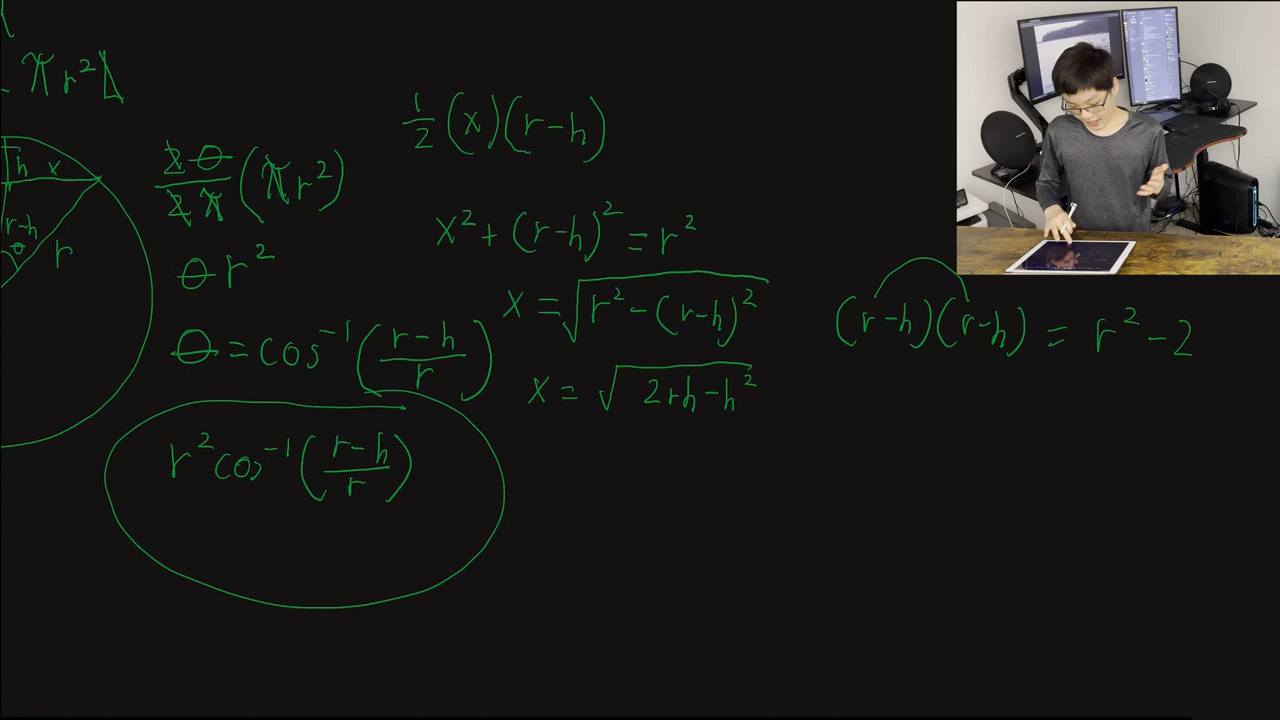 πr²L
h x
r-h
θ
r
2θ/2π (πr²)
θr²
θ = cos⁻¹((r-h)/r)
r² cos⁻¹((r-h)/r)
1/2 (x)(r-h)
x² + (r-h)² = r²
x = √(r² - (r-h)²)
x = √(2rh - h²)
(r-h)(r-h) = r² - 2